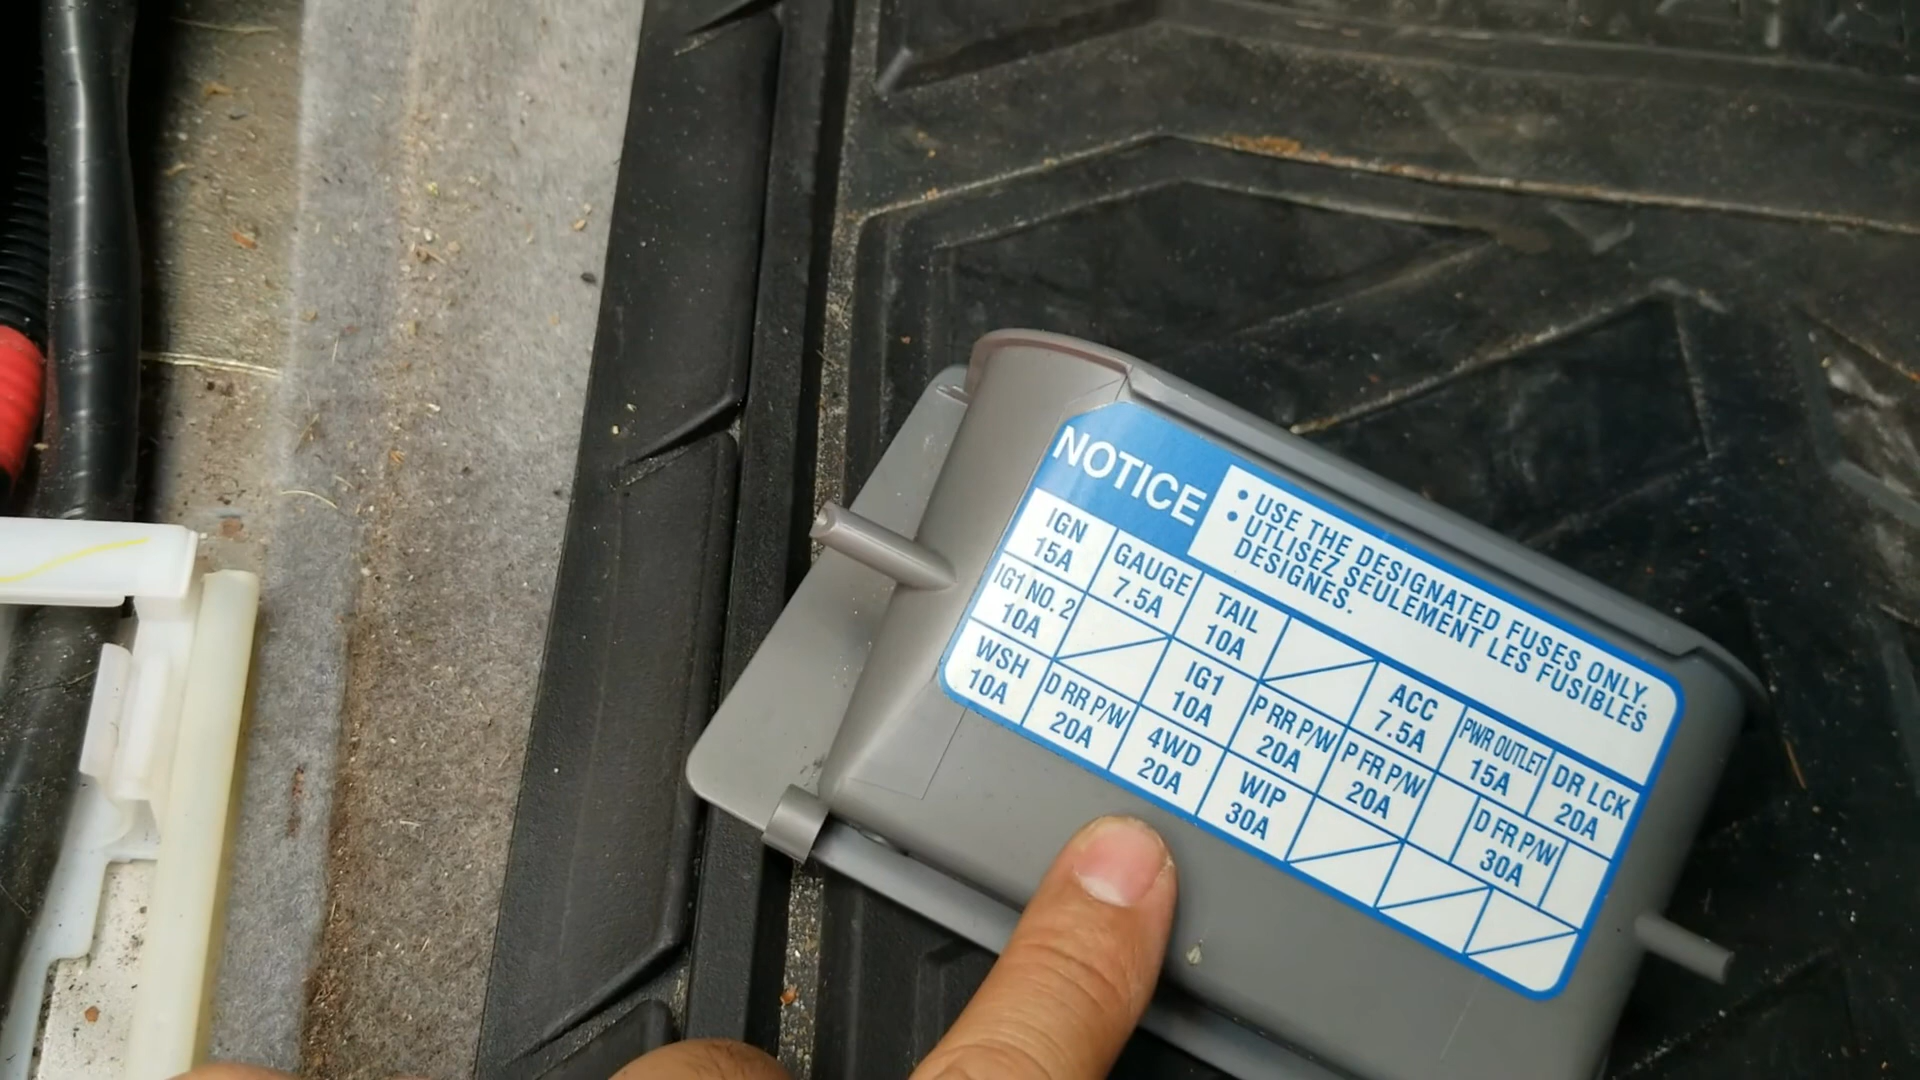 NOTICE
• USE THE DESIGNATED FUSES ONLY.
• UTLISEZ SEULEMENT LES FUSIBLES
DESIGNES.
IGN
15A
GAUGE
7.5A
TAIL
10A
ACC
7.5A
PWR OUTLET
15A
DR LCK
20A
IG1 NO. 2
10A
IG1
10A
P RR P/W
20A
P FR P/W
20A
D FR P/W
30A
WSH
10A
D RR P/W
20A
4WD
20A
WIP
30A